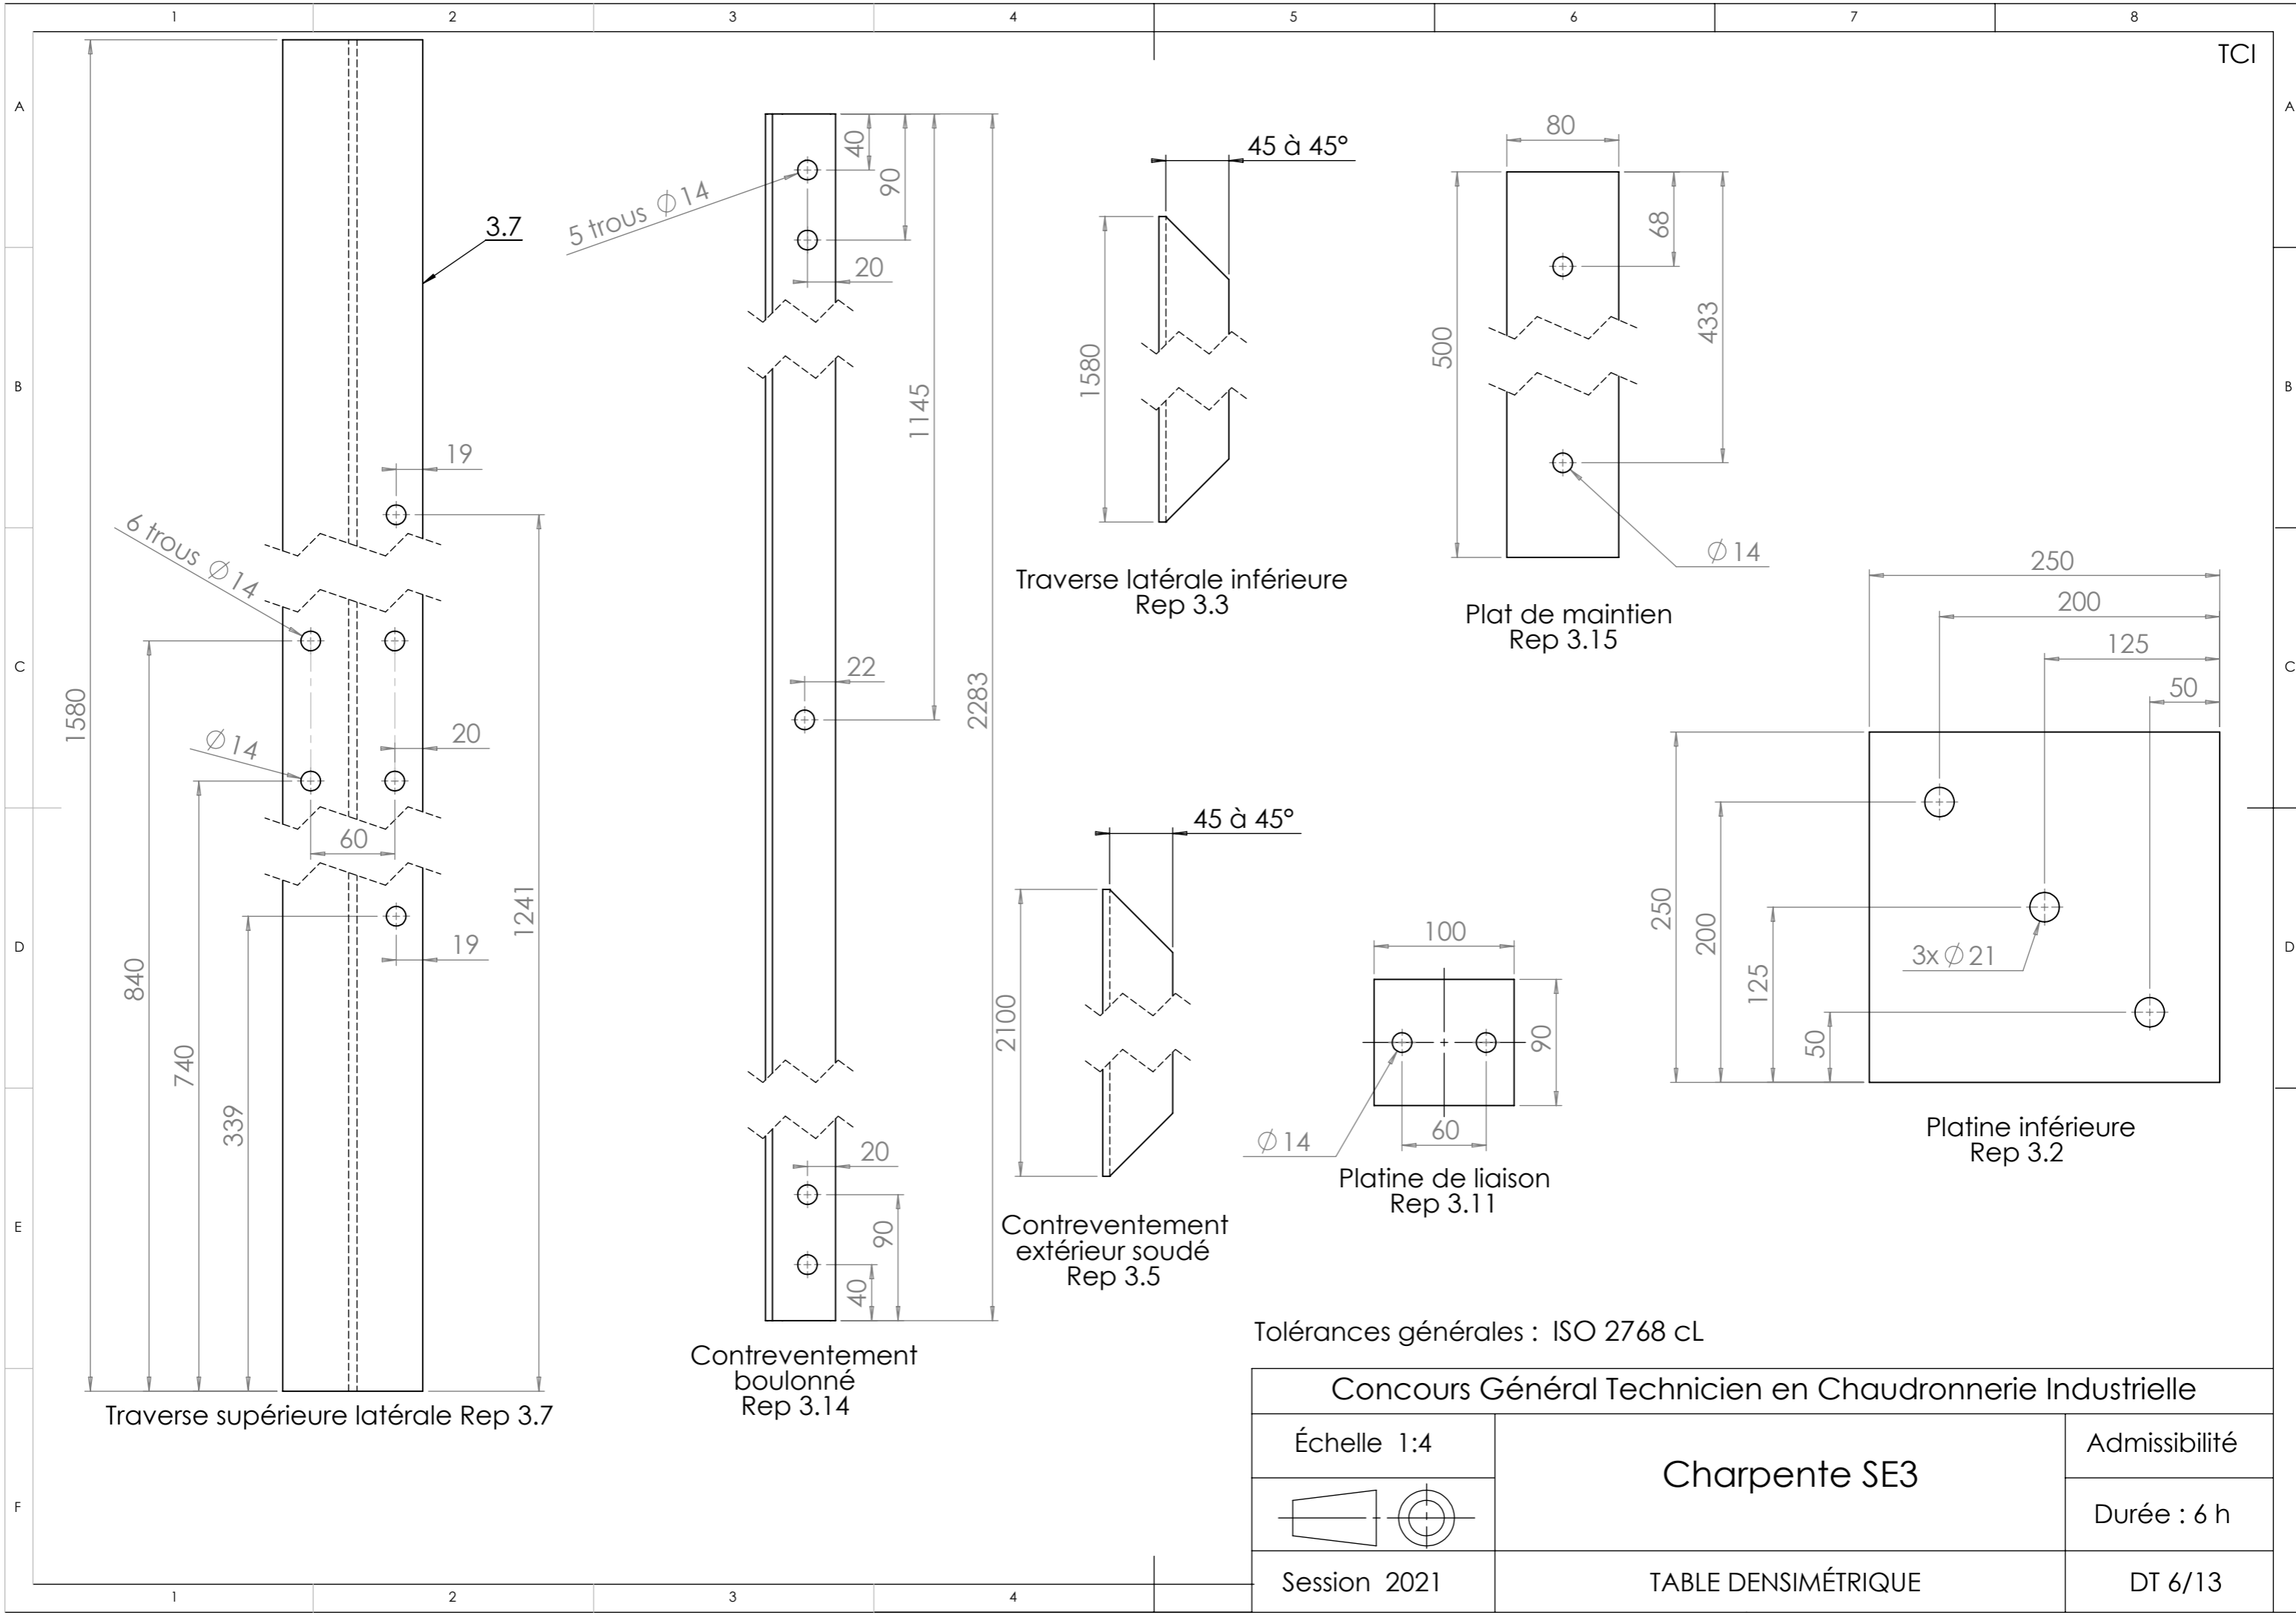 1 2 3 4 5 6 7 8
TCI
A A
B B
C C
D D
E
F
1580
3.7
19
6 trous ∅14
∅14
20
60
840
740
339
1241
19
Traverse supérieure latérale Rep 3.7
5 trous ∅14
40
90
20
1145
22
2283
20
90
40
Contreventement
boulonné
Rep 3.14
45 à 45°
1580
Traverse latérale inférieure
Rep 3.3
80
68
433
500
∅14
Plat de maintien
Rep 3.15
45 à 45°
2100
Contreventement
extérieur soudé
Rep 3.5
100
90
60
∅14
Platine de liaison
Rep 3.11
250
200
125
50
250
200
125
50
3x ∅21
Platine inférieure
Rep 3.2
Tolérances générales : ISO 2768 cL
Concours Général Technicien en Chaudronnerie Industrielle
Échelle 1:4
Charpente SE3
Admissibilité
Durée : 6 h
Session 2021
TABLE DENSIMÉTRIQUE
DT 6/13
1 2 3 4